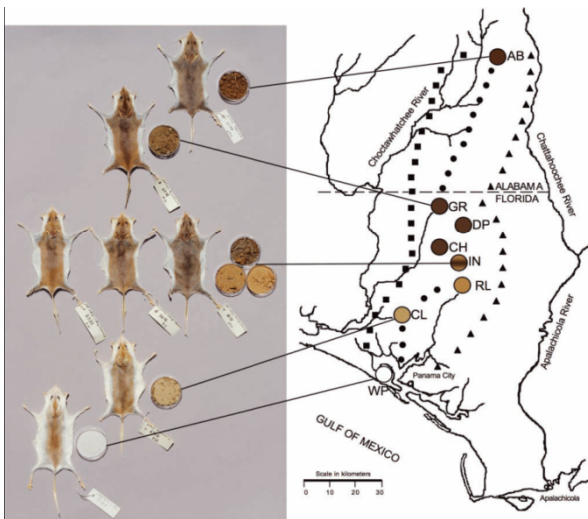 AB
Choctawhatchee River
Chattahoochee River
ALABAMA
FLORIDA
GR
DP
CH
IN
RL
CL
Apalachicola River
Panama City
WP
GULF OF MEXICO
Scale in kilometers
0 10 20 30
Apalachicola